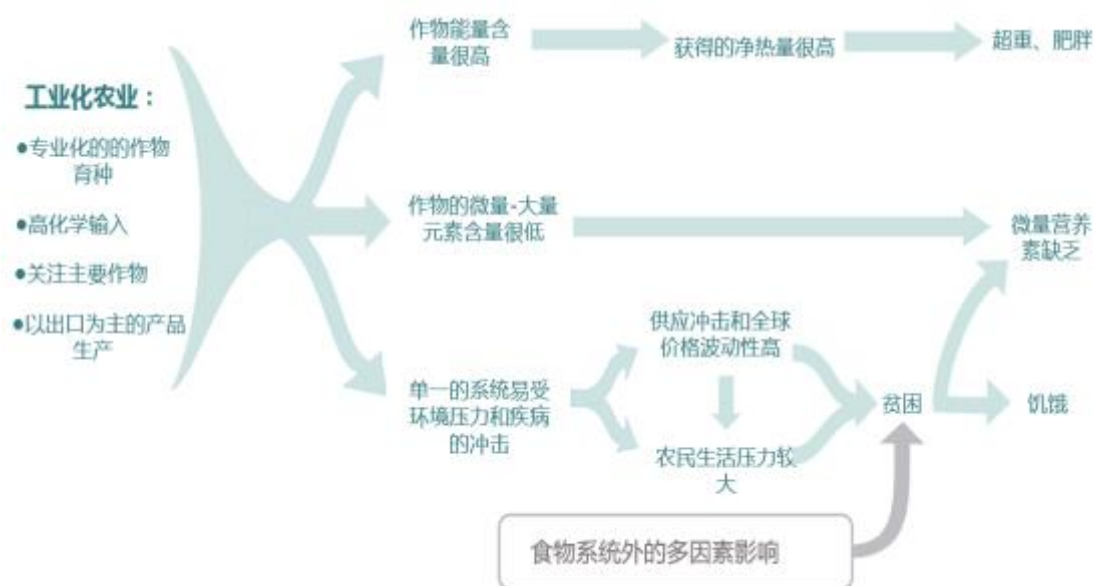 工业化农业：
●专业化的的作物
育种
●高化学输入
●关注主要作物
●以出口为主的产品
生产
作物能量含
量很高
获得的净热量很高
超重、肥胖
作物的微量-大量
元素含量很低
微量营养
素缺乏
单一的系统易受
环境压力和疾病
的冲击
供应冲击和全球
价格波动性高
农民生活压力较
大
贫困
饥饿
食物系统外的多因素影响